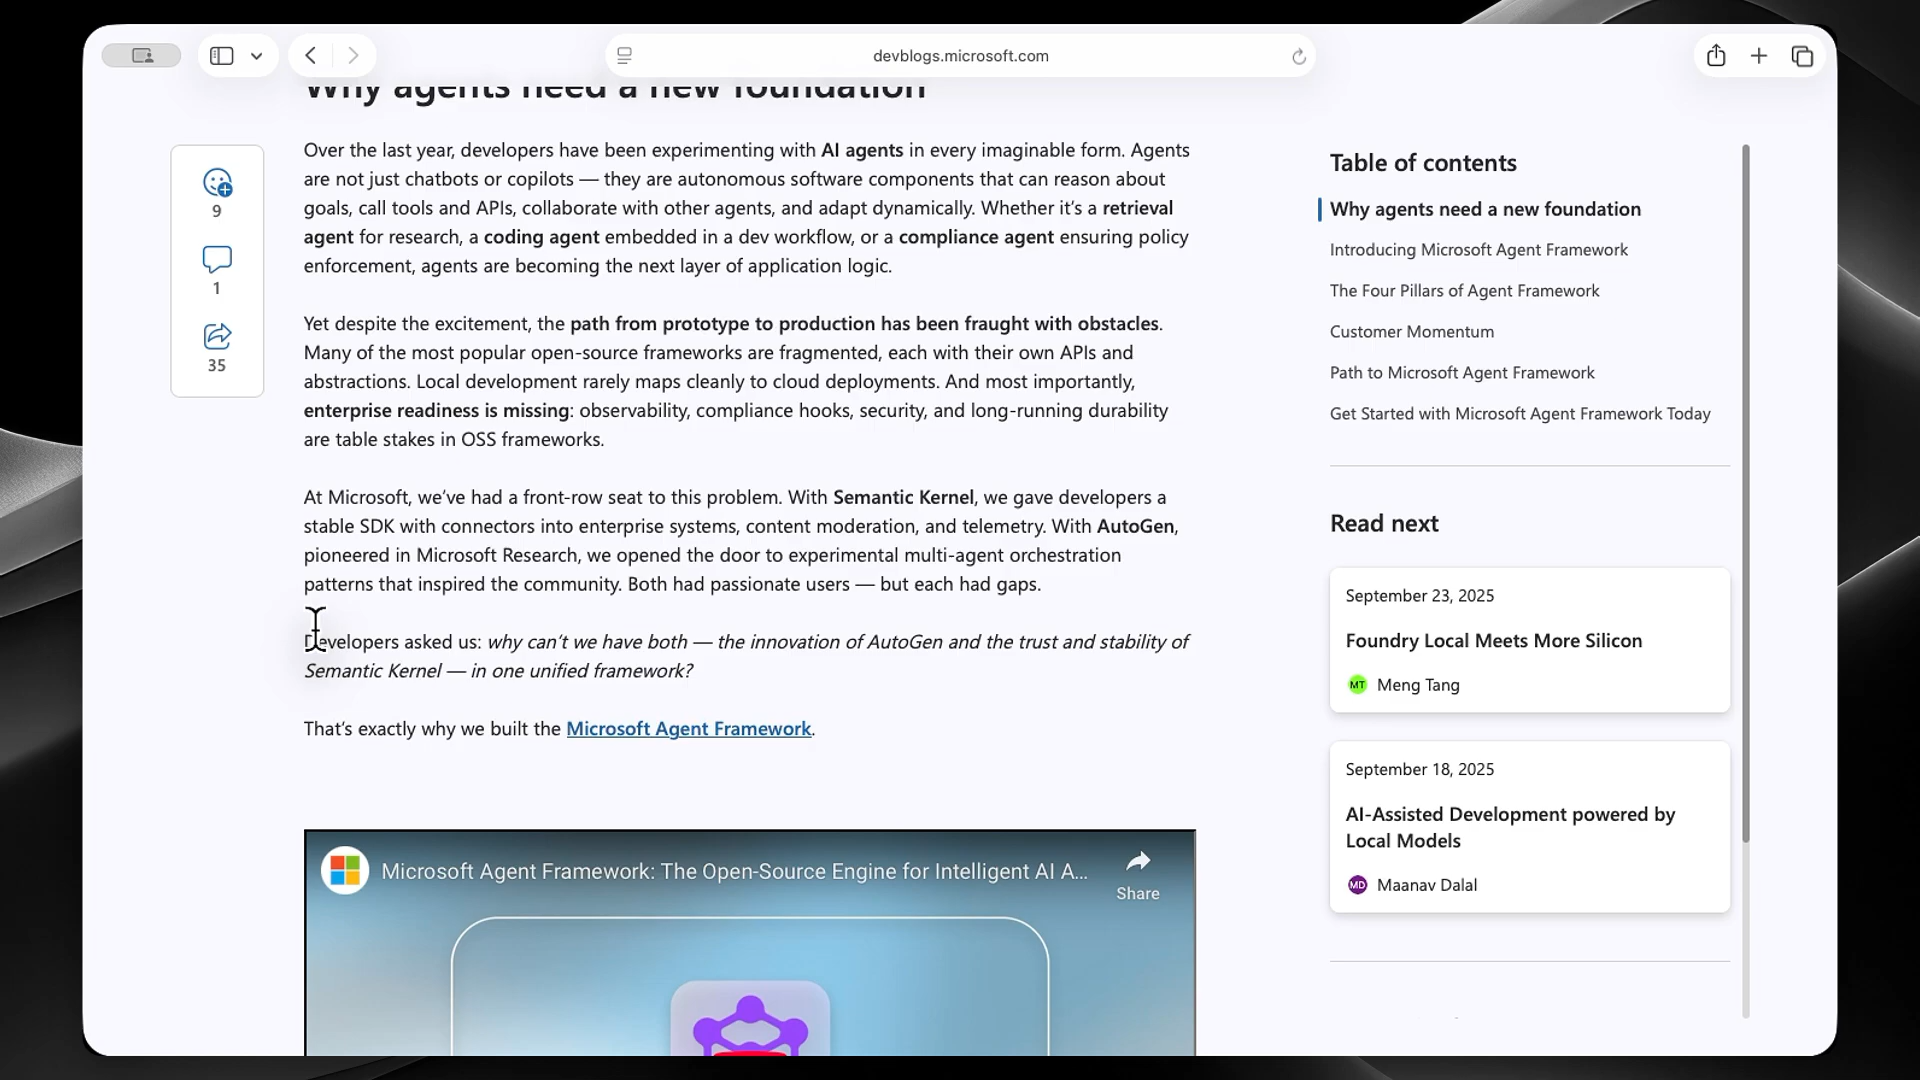 devblogs.microsoft.com
Why agents need a new foundation
9
1
35
Over the last year, developers have been experimenting with AI agents in every imaginable form. Agents
are not just chatbots or copilots — they are autonomous software components that can reason about
goals, call tools and APIs, collaborate with other agents, and adapt dynamically. Whether it's a retrieval
agent for research, a coding agent embedded in a dev workflow, or a compliance agent ensuring policy
enforcement, agents are becoming the next layer of application logic.
Yet despite the excitement, the path from prototype to production has been fraught with obstacles.
Many of the most popular open-source frameworks are fragmented, each with their own APIs and
abstractions. Local development rarely maps cleanly to cloud deployments. And most importantly,
enterprise readiness is missing: observability, compliance hooks, security, and long-running durability
are table stakes in OSS frameworks.
At Microsoft, we've had a front-row seat to this problem. With Semantic Kernel, we gave developers a
stable SDK with connectors into enterprise systems, content moderation, and telemetry. With AutoGen,
pioneered in Microsoft Research, we opened the door to experimental multi-agent orchestration
patterns that inspired the community. Both had passionate users — but each had gaps.
Developers asked us: why can't we have both — the innovation of AutoGen and the trust and stability of
Semantic Kernel — in one unified framework?
That's exactly why we built the Microsoft Agent Framework.
Microsoft Agent Framework: The Open-Source Engine for Intelligent AI A...
Share
Table of contents
Why agents need a new foundation
Introducing Microsoft Agent Framework
The Four Pillars of Agent Framework
Customer Momentum
Path to Microsoft Agent Framework
Get Started with Microsoft Agent Framework Today
Read next
September 23, 2025
Foundry Local Meets More Silicon
MT Meng Tang
September 18, 2025
AI-Assisted Development powered by
Local Models
MD Maanav Dalal